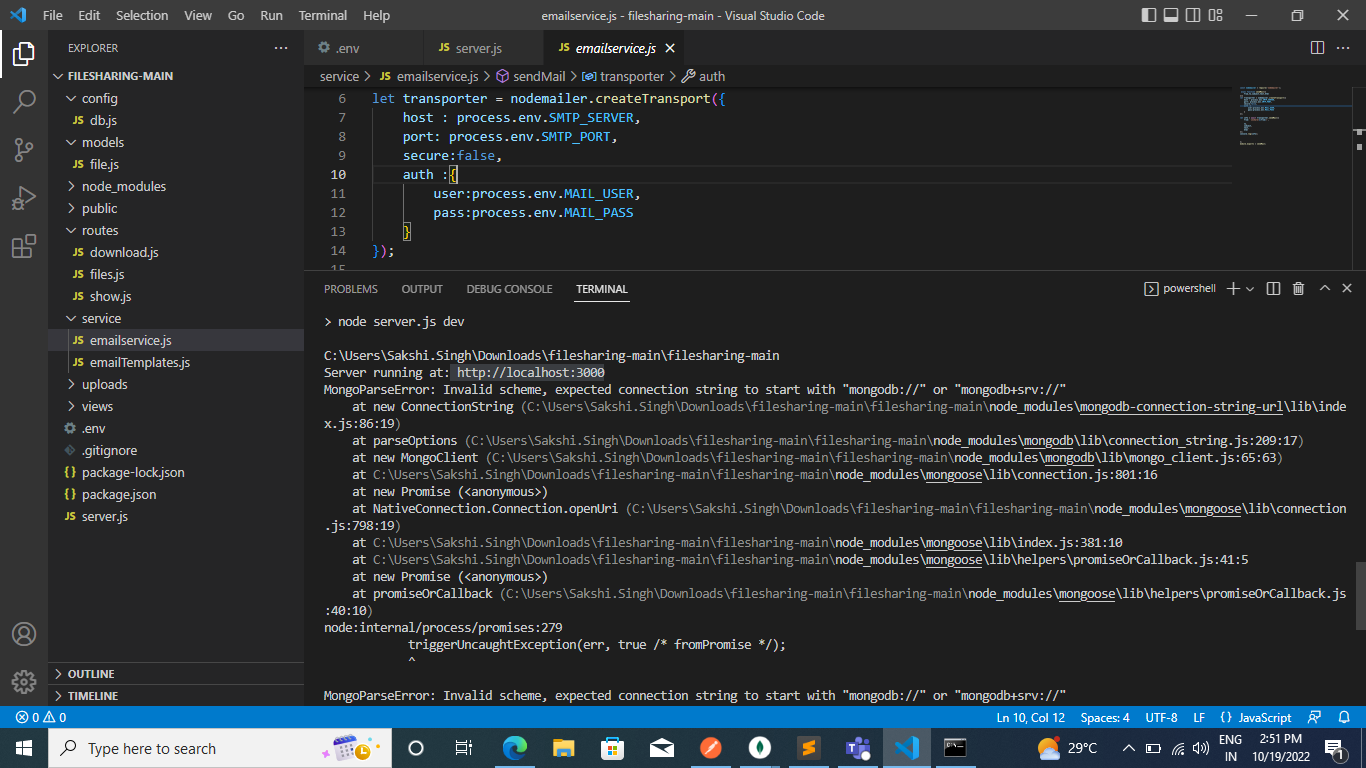 File Edit Selection View Go Run Terminal Help
emailservice.js - filesharing-main - Visual Studio Code
EXPLORER
FILESHARING-MAIN
config
JS db.js
models
JS file.js
node_modules
public
routes
JS download.js
JS files.js
JS show.js
service
JS emailservice.js
JS emailTemplates.js
uploads
views
.env
.gitignore
{} package-lock.json
{} package.json
JS server.js
OUTLINE
TIMELINE
.env
JS server.js
JS emailservice.js
service > JS emailservice.js > sendMail > transporter > auth
6 let transporter = nodemailer.createTransport({
7 host : process.env.SMTP_SERVER,
8 port: process.env.SMTP_PORT,
9 secure:false,
10 auth :{
11 user:process.env.MAIL_USER,
12 pass:process.env.MAIL_PASS
13 }
14 });
15
PROBLEMS OUTPUT DEBUG CONSOLE TERMINAL
powershell
> node server.js dev
C:\Users\Sakshi.Singh\Downloads\filesharing-main\filesharing-main
Server running at: http://localhost:3000
MongoParseError: Invalid scheme, expected connection string to start with "mongodb://" or "mongodb+srv://"
at new ConnectionString (C:\Users\Sakshi.Singh\Downloads\filesharing-main\filesharing-main\node_modules\mongodb-connection-string-url\lib\inde
x.js:86:19)
at parseOptions (C:\Users\Sakshi.Singh\Downloads\filesharing-main\filesharing-main\node_modules\mongodb\lib\connection_string.js:209:17)
at new MongoClient (C:\Users\Sakshi.Singh\Downloads\filesharing-main\filesharing-main\node_modules\mongodb\lib\mongo_client.js:65:63)
at C:\Users\Sakshi.Singh\Downloads\filesharing-main\filesharing-main\node_modules\mongoose\lib\connection.js:801:16
at new Promise (<anonymous>)
at NativeConnection.Connection.openUri (C:\Users\Sakshi.Singh\Downloads\filesharing-main\filesharing-main\node_modules\mongoose\lib\connection
.js:798:19)
at C:\Users\Sakshi.Singh\Downloads\filesharing-main\filesharing-main\node_modules\mongoose\lib\index.js:381:10
at C:\Users\Sakshi.Singh\Downloads\filesharing-main\filesharing-main\node_modules\mongoose\lib\helpers\promiseOrCallback.js:41:5
at new Promise (<anonymous>)
at promiseOrCallback (C:\Users\Sakshi.Singh\Downloads\filesharing-main\filesharing-main\node_modules\mongoose\lib\helpers\promiseOrCallback.js
:40:10)
node:internal/process/promises:279
triggerUncaughtException(err, true /* fromPromise */);
^
MongoParseError: Invalid scheme, expected connection string to start with "mongodb://" or "mongodb+srv://"
0 0
Ln 10, Col 12 Spaces: 4 UTF-8 LF {} JavaScript
Type here to search
29°C
ENG
IN
2:51 PM
10/19/2022
1